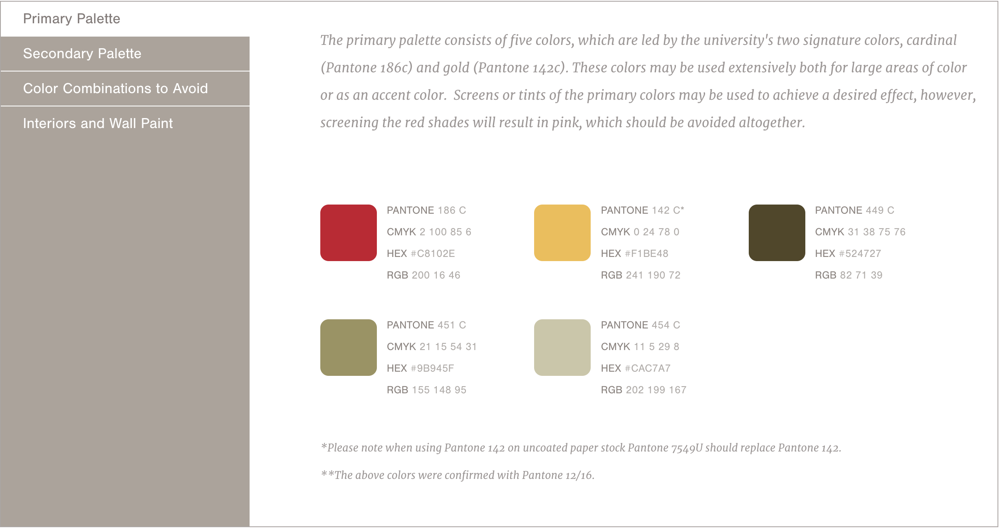 Primary Palette
Secondary Palette
Color Combinations to Avoid
Interiors and Wall Paint
The primary palette consists of five colors, which are led by the university's two signature colors, cardinal
(Pantone 186c) and gold (Pantone 142c). These colors may be used extensively both for large areas of color
or as an accent color.  Screens or tints of the primary colors may be used to achieve a desired effect, however,
screening the red shades will result in pink, which should be avoided altogether.
PANTONE 186 C
CMYK 2 100 85 6
HEX #C8102E
RGB 200 16 46
PANTONE 142 C*
CMYK 0 24 78 0
HEX #F1BE48
RGB 241 190 72
PANTONE 449 C
CMYK 31 38 75 76
HEX #524727
RGB 82 71 39
PANTONE 451 C
CMYK 21 15 54 31
HEX #9B945F
RGB 155 148 95
PANTONE 454 C
CMYK 11 5 29 8
HEX #CAC7A7
RGB 202 199 167
*Please note when using Pantone 142 on uncoated paper stock Pantone 7549U should replace Pantone 142.
**The above colors were confirmed with Pantone 12/16.